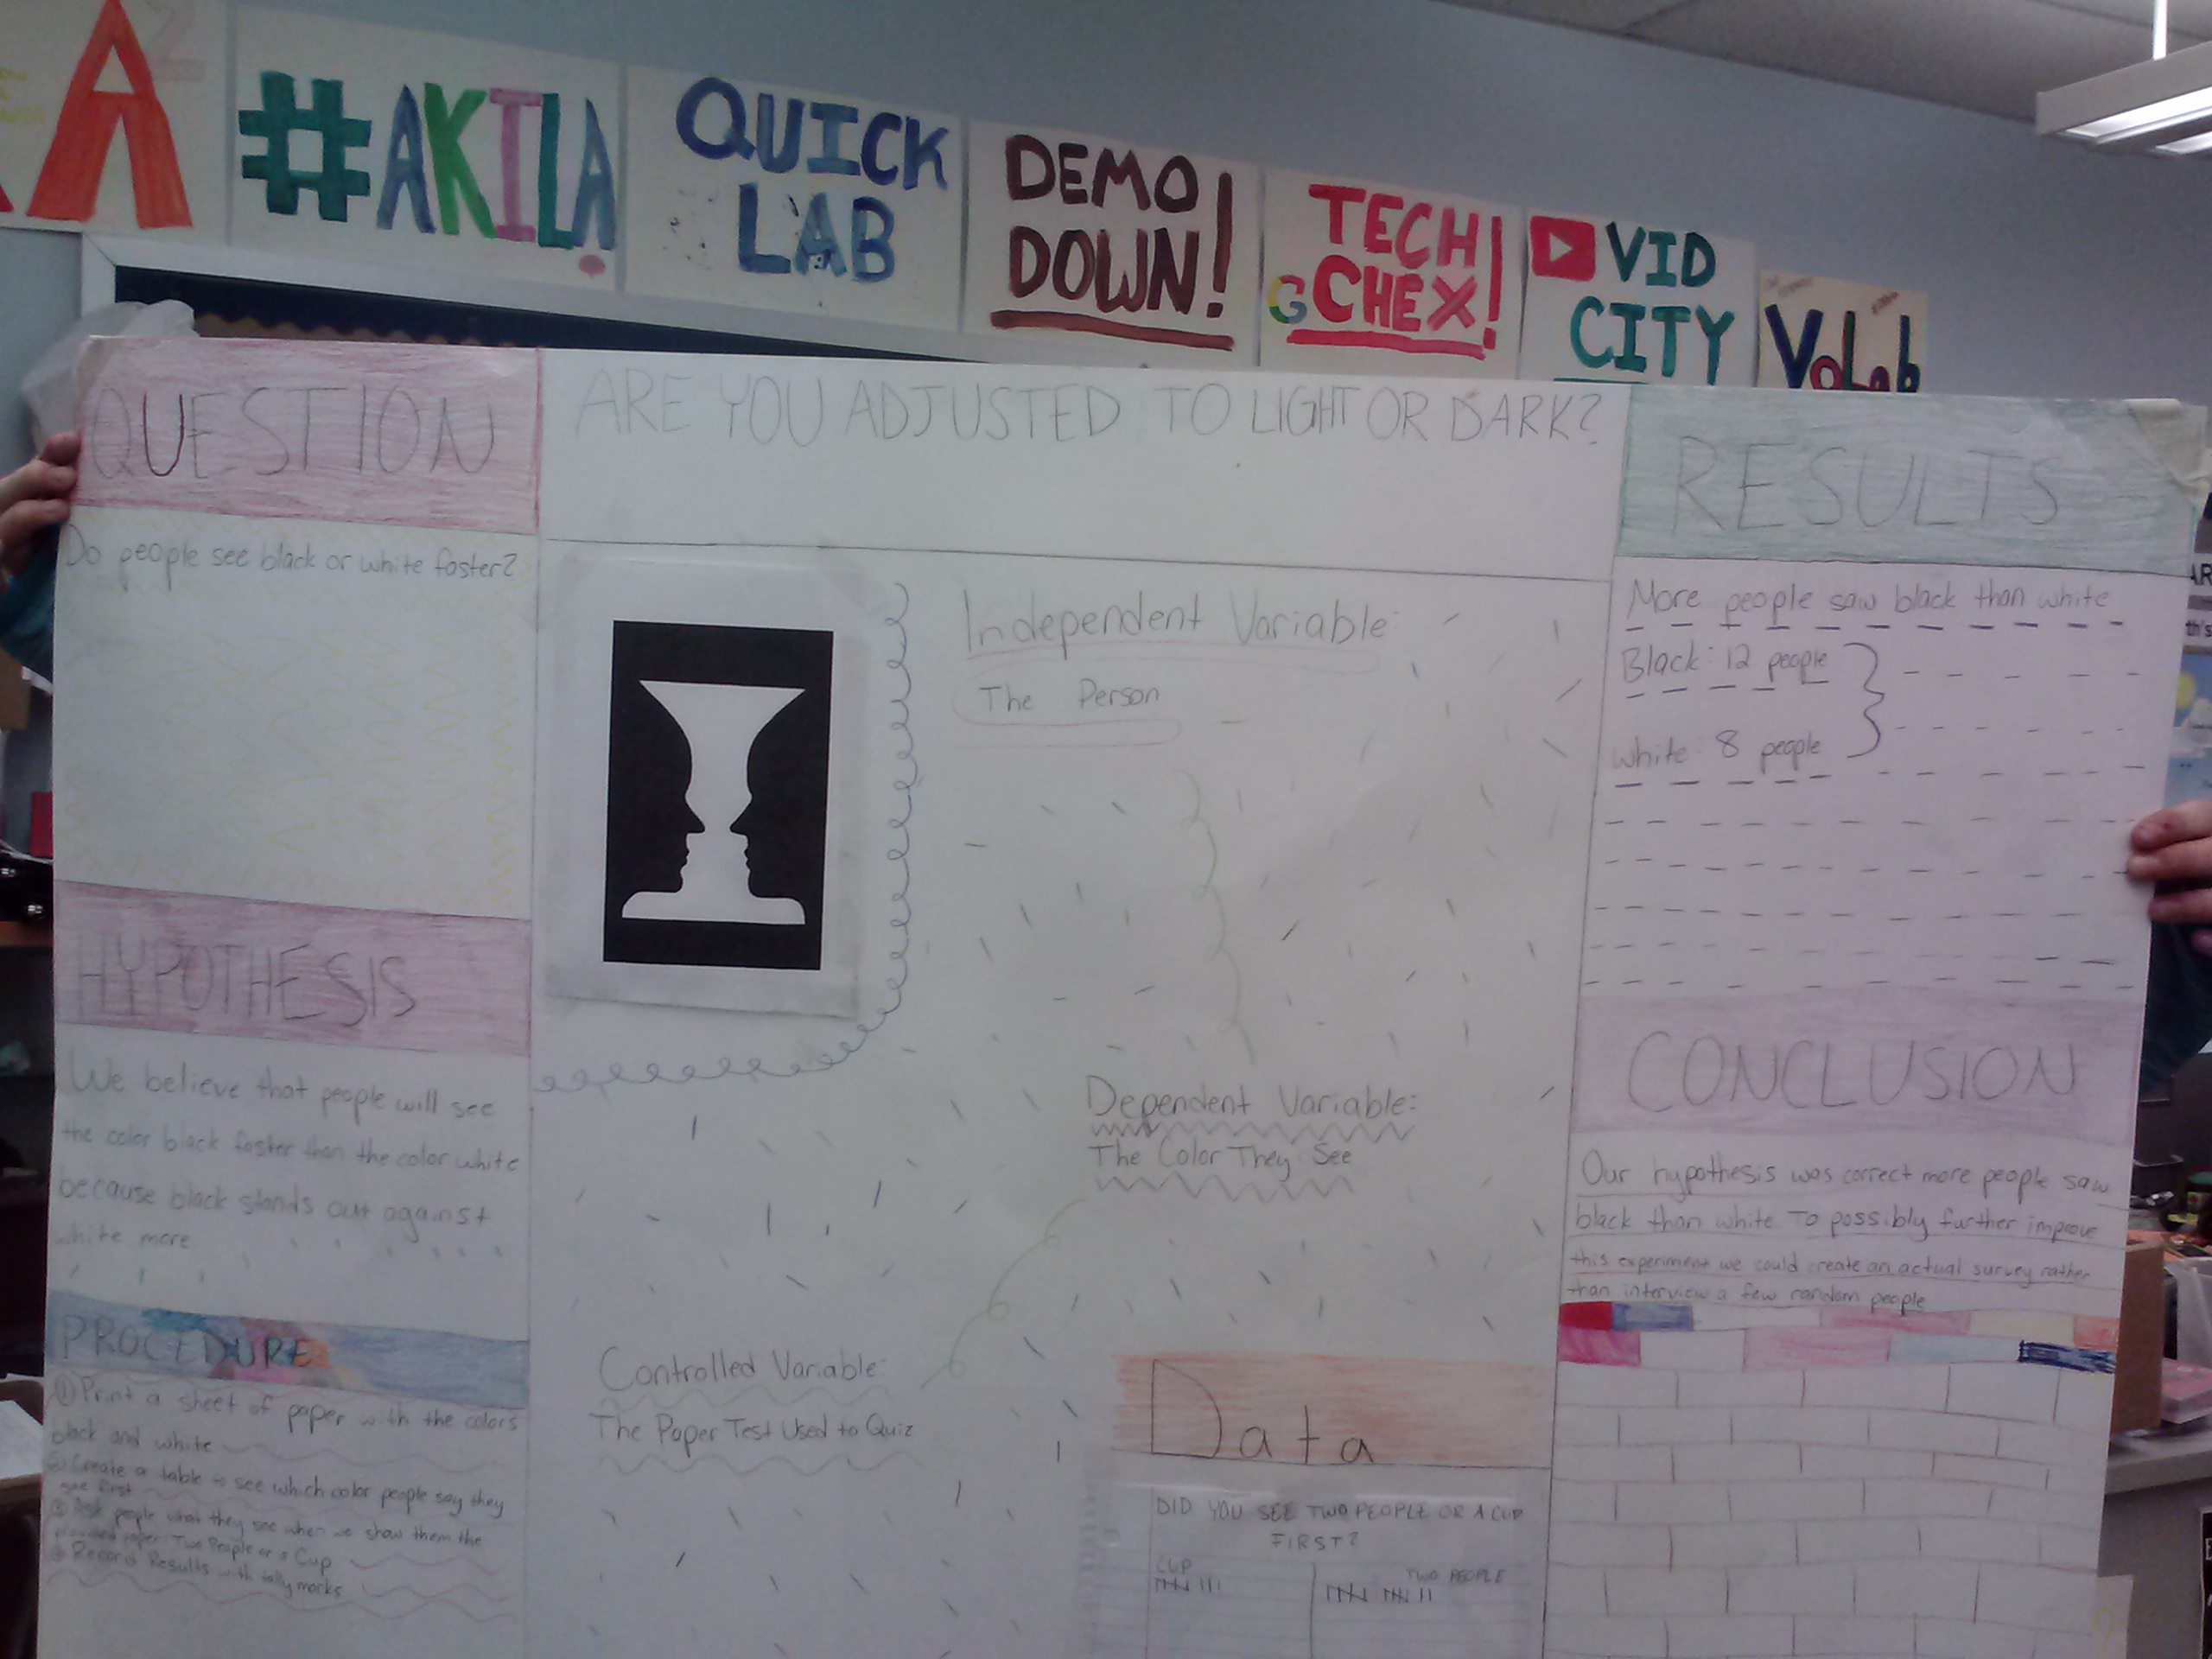 A
#AKILA
QUICK
LAB
DEMO
DOWN!
TECH
GCHEX!
VID
CITY
VoLab
QUESTION
Do people see black or white faster?
HYPOTHESIS
We believe that people will see
the color black faster than the color white
because black stands out against
white more
PROCEDURE
① Print a sheet of paper with the colors
black and white
② Create a table to see which color people say they
see first
③ Ask people what they see when we show them the
provided paper Two People or a Cup
④ Record Results with tally marks
ARE YOU ADJUSTED TO LIGHT OR DARK?
Independent Variable:
The Person
Dependent Variable:
The Color They See
Controlled Variable:
The Paper Test Used to Quiz
Data
DID YOU SEE TWO PEOPLE OR A CUP
FIRST?
CUP
TWO PEOPLE
RESULTS
More people saw black than white
Black: 12 people
white: 8 people
CONCLUSION
Our hypothesis was correct more people saw
black than white. To possibly further improve
this experiment we could create an actual survey rather
than interview a few random people